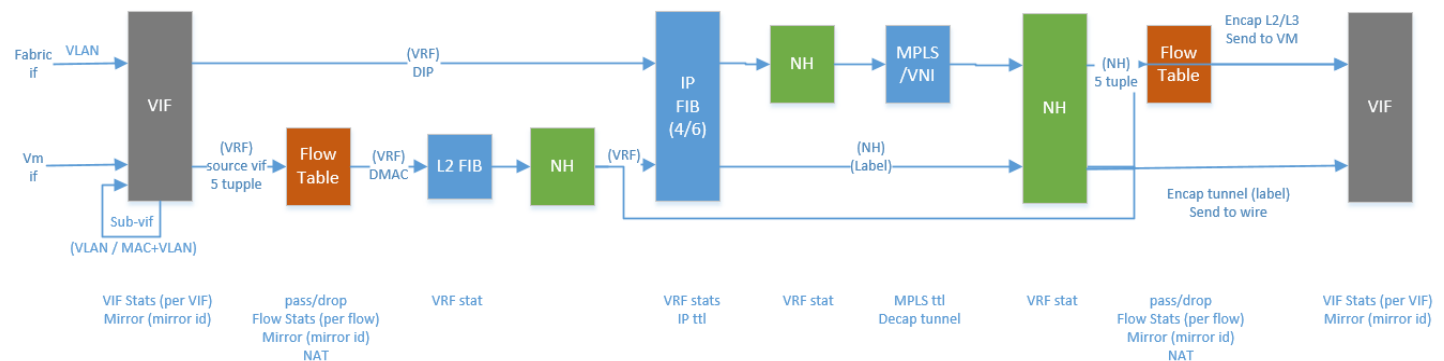 Fabric
if
VLAN
VIF
(VRF)
DIP
IP
FIB
(4/6)
NH
MPLS
/VNI
NH
(NH)
5 tuple
Flow
Table
Encap L2/L3
Send to VM
VIF
Vm
if
(VRF)
source vif
5 tupple
Flow
Table
(VRF)
DMAC
L2 FIB
NH
(VRF)
(NH)
(Label)
Encap tunnel (label)
Send to wire
Sub-vif
(VLAN / MAC+VLAN)
VIF Stats (per VIF)
Mirror (mirror id)
pass/drop
Flow Stats (per flow)
Mirror (mirror id)
NAT
VRF stat
VRF stats
IP ttl
VRF stat
MPLS ttl
Decap tunnel
VRF stat
pass/drop
Flow Stats (per flow)
Mirror (mirror id)
NAT
VIF Stats (per VIF)
Mirror (mirror id)